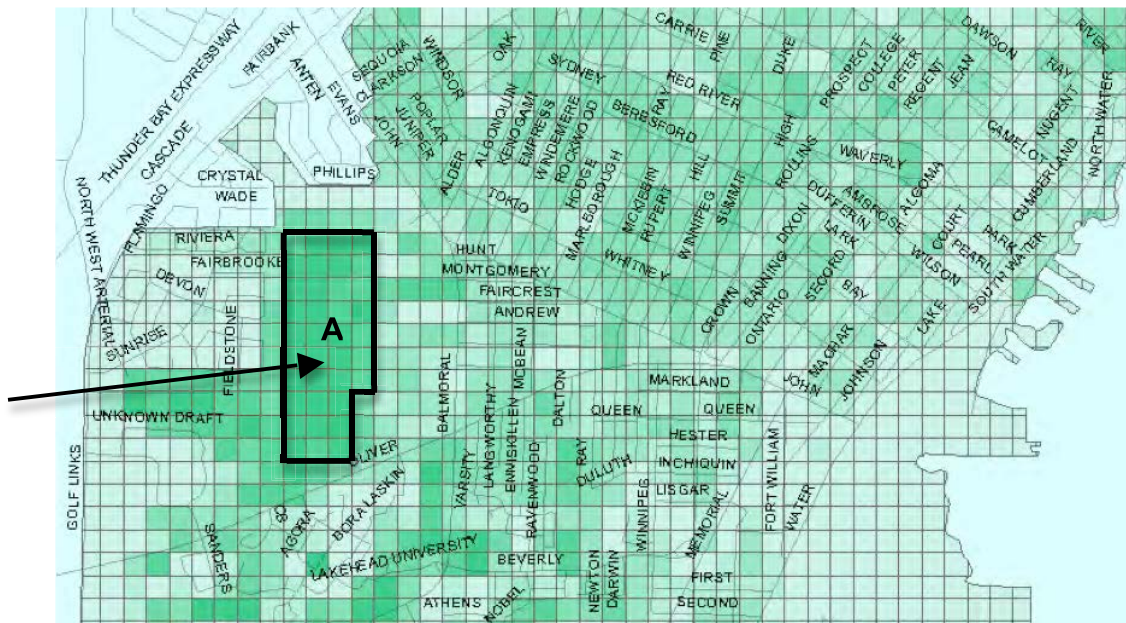 THUNDER BAY EXPRESSWAY
FAIRBANK
CASCADE
ANTEN
EVANS
SEQUOIA
CLARKSON
WINDSOR
OAK
POPLAR
JUNIPER
JOHN
ALDER
ALGONQUIN
KENOGAMI
EMPRESS
WINDEMERE
ROCKWOOD
HODGE
MARLBOROUGH
SYDNEY
CARRIE
PINE
DUKE
RED RIVER
BERESFORD
RAY
HIGH
PROSPECT
COLLEGE
PETER
REGENT
JEAN
DAWSON
RIVER
RAY
NUGENT
CAMELOT
CUMBERLAND
NORTH WATER
WAVERLY
ROLLINS
MCKIBBIN
RUPERT
HILL
WINNIPEG
SUMMIT
DIXON
DUFFERIN
LARK
AMBROSE
ALGOMA
COURT
PEARL
PARK
SOUTH WATER
WILSON
LAKE
SECORD
BAY
BANNING
ONTARIO
CROWN
MACHAR
JOHN
JOHNSON
WHITNEY
TOKIO
PHILLIPS
CRYSTAL
WADE
NORTH WEST ARTERIAL
FLAMINGO
RIVIERA
FAIRBROOKE
DEVON
SUNRISE
FIELDSTONE
A
HUNT
MONTGOMERY
FAIRCREST
ANDREW
UNKNOWN DRAFT
GOLF LINKS
OLIVER
BALMORAL
VARSITY
LANGWORTHY
ENNISKILLEN
MCBEAN
RAVENWOOD
DALTON
RAY
DULUTH
MARKLAND
QUEEN
QUEEN
HESTER
INCHIQUIN
LISGAR
WINNIPEG
MEMORIAL
FORT WILLIAM
WATER
SANDERS
AGORA
BORA LASKIN
LAKEHEAD UNIVERSITY
BEVERLY
NEWTON
DARWIN
FIRST
SECOND
ATHENS
NOBEL